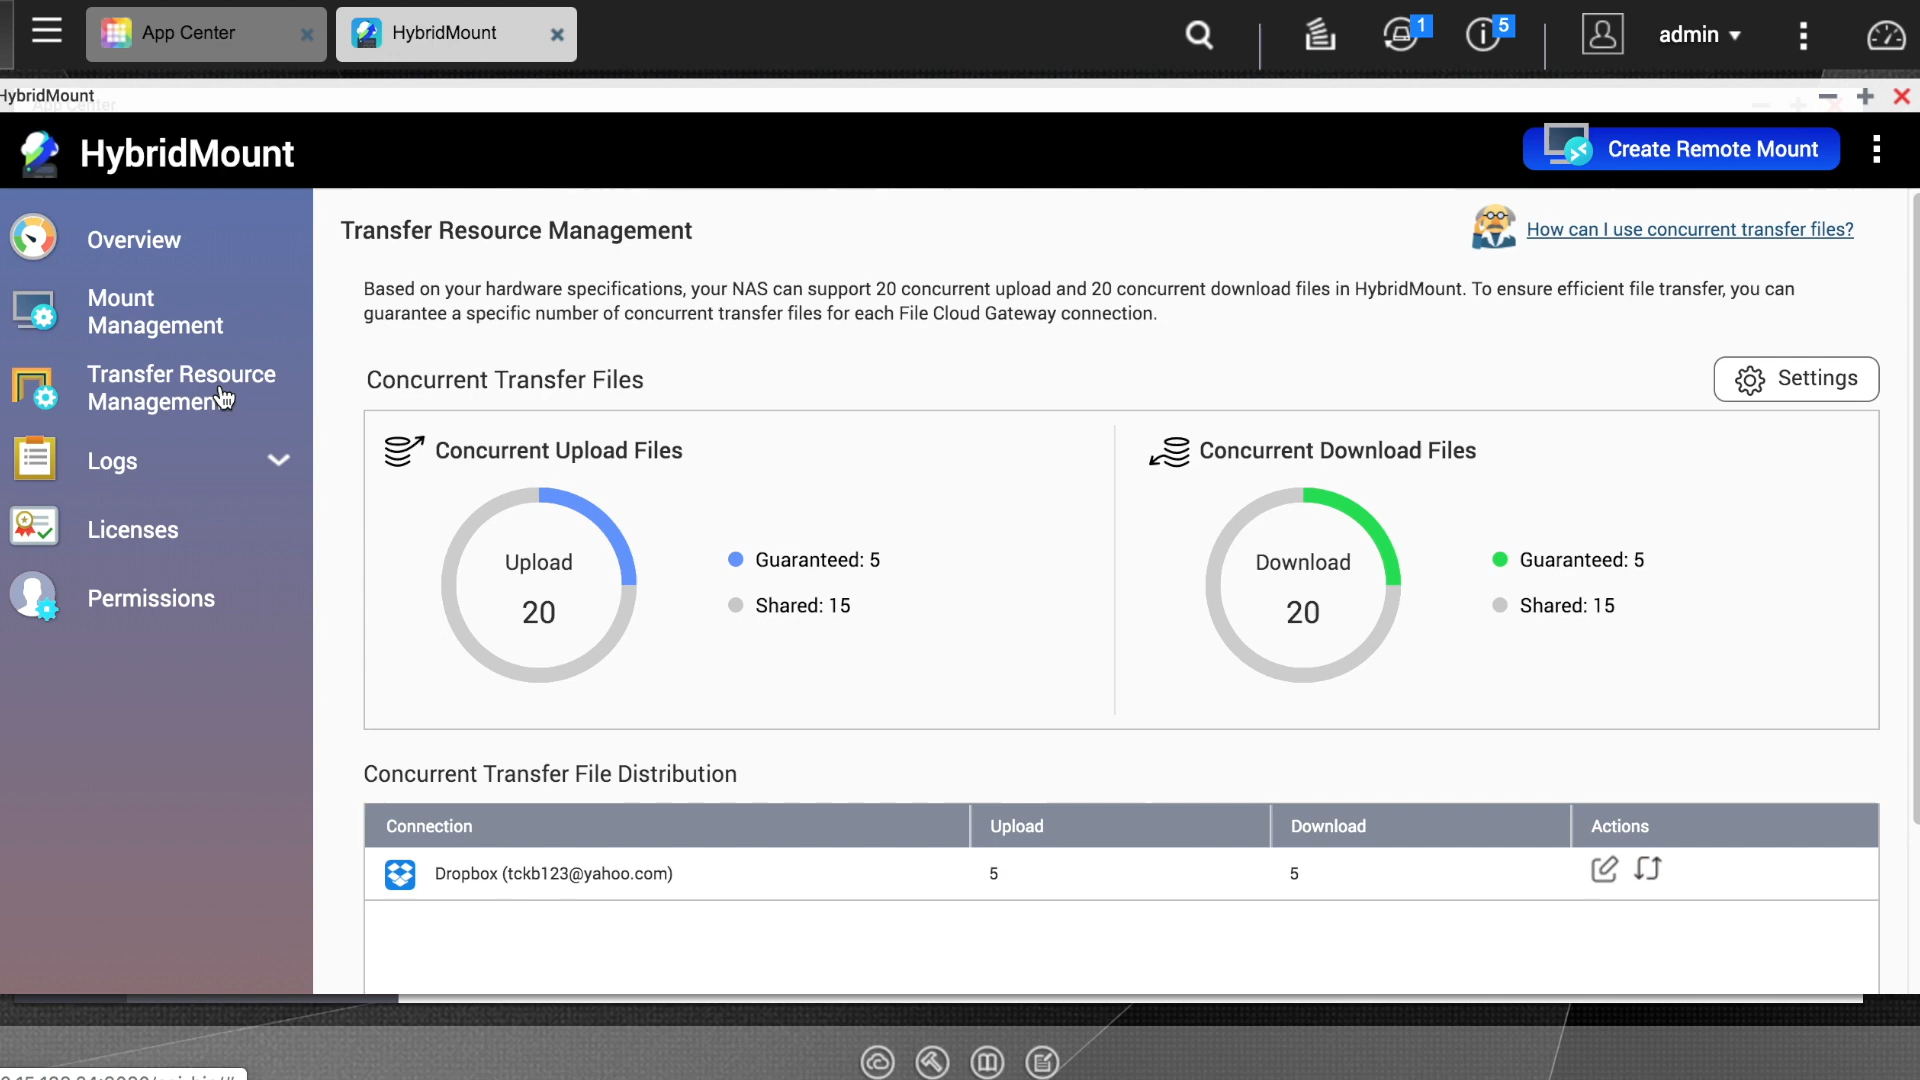 App Center
HybridMount
1
5
admin
HybridMount
HybridMount
Create Remote Mount
Overview
Mount
Management
Transfer Resource
Management
Logs
Licenses
Permissions
Transfer Resource Management
How can I use concurrent transfer files?
Based on your hardware specifications, your NAS can support 20 concurrent upload and 20 concurrent download files in HybridMount. To ensure efficient file transfer, you can
guarantee a specific number of concurrent transfer files for each File Cloud Gateway connection.
Concurrent Transfer Files
Settings
Concurrent Upload Files
Upload
20
Guaranteed: 5
Shared: 15
Concurrent Download Files
Download
20
Guaranteed: 5
Shared: 15
Concurrent Transfer File Distribution
Connection Upload Download Actions
Dropbox (tckb123@yahoo.com) 5 5